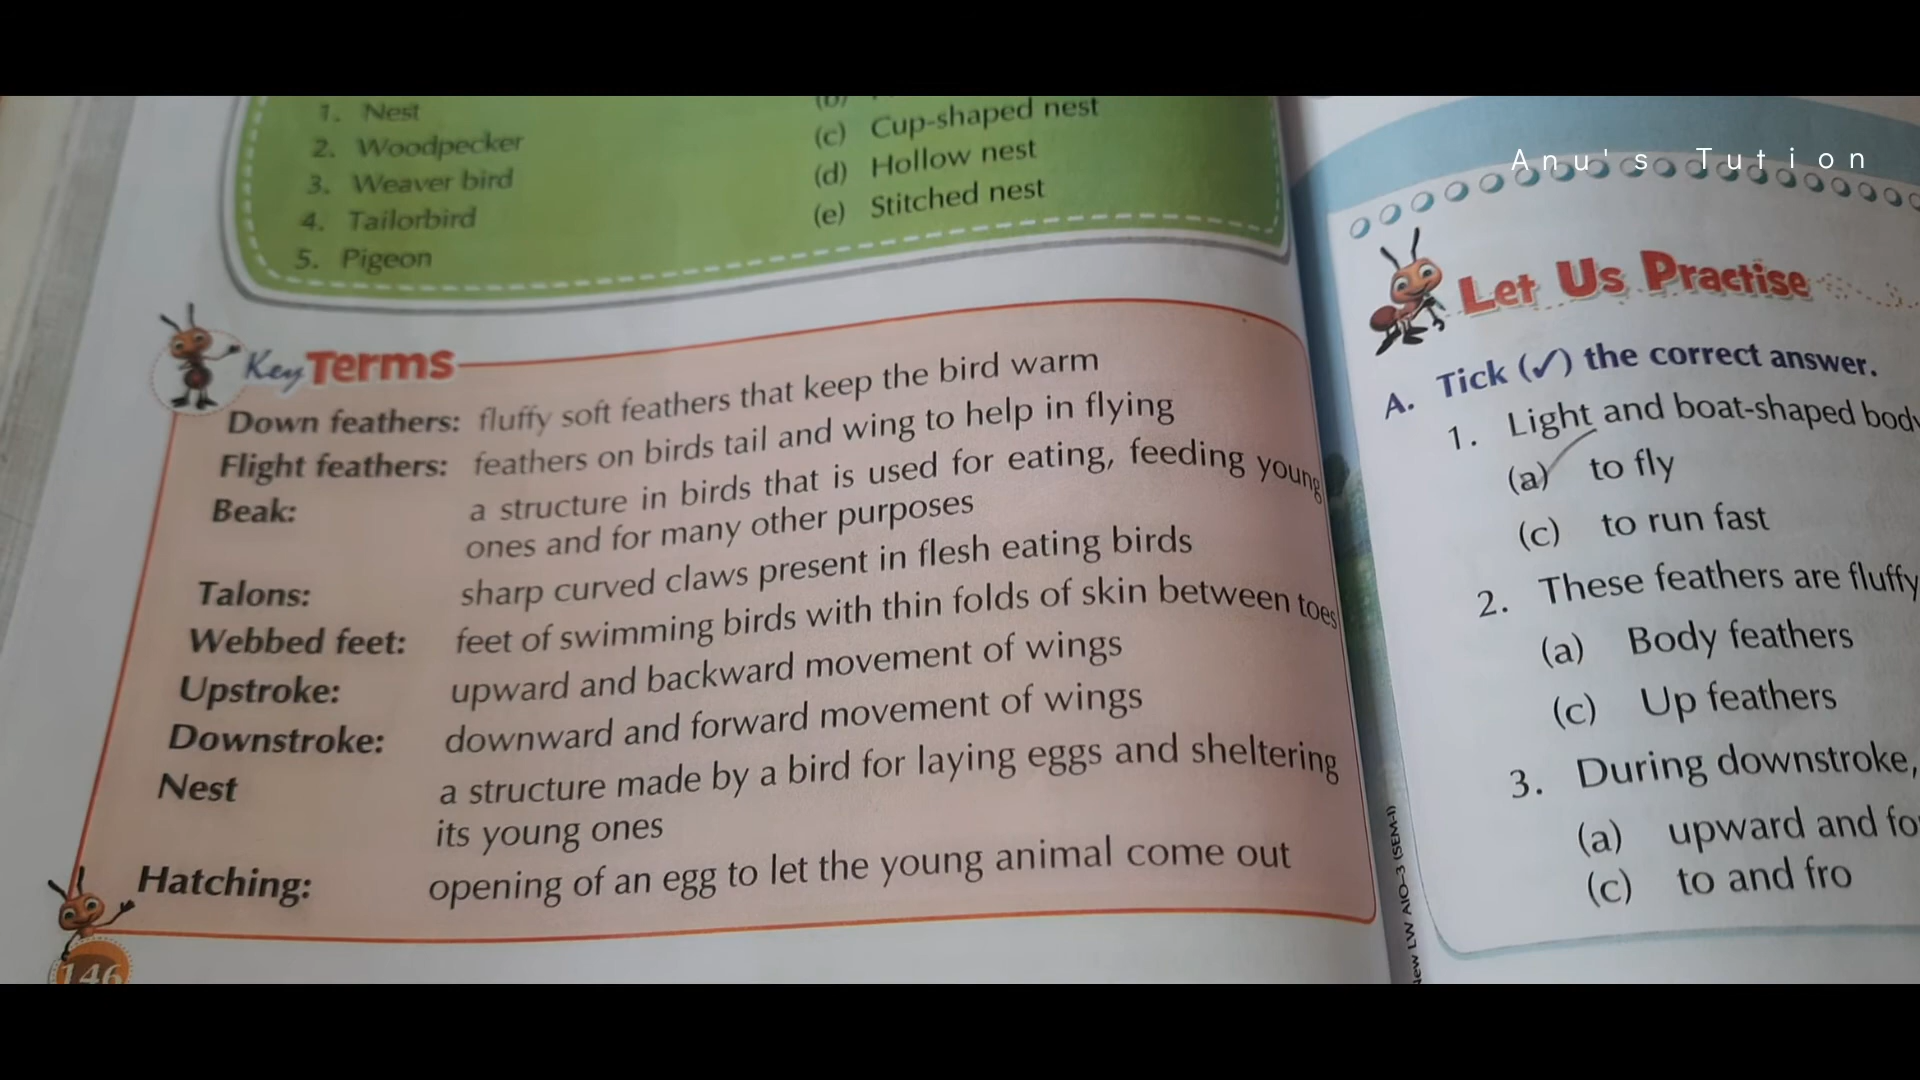 1. Nest
2. Woodpecker
3. Weaver bird
4. Tailorbird
5. Pigeon
(b)
(c) Cup-shaped nest
(d) Hollow nest
(e) Stitched nest
Key Terms
Down feathers: fluffy soft feathers that keep the bird warm
Flight feathers: feathers on birds tail and wing to help in flying
Beak: a structure in birds that is used for eating, feeding young
ones and for many other purposes
Talons: sharp curved claws present in flesh eating birds
Webbed feet: feet of swimming birds with thin folds of skin between toes
Upstroke: upward and backward movement of wings
Downstroke: downward and forward movement of wings
Nest a structure made by a bird for laying eggs and sheltering
its young ones
Hatching: opening of an egg to let the young animal come out
146
Anu's Tution
Let Us Practise
A. Tick (✓) the correct answer.
1. Light and boat-shaped body
(a) to fly
(c) to run fast
2. These feathers are fluffy
(a) Body feathers
(c) Up feathers
3. During downstroke,
(a) upward and fo
(c) to and fro
ew LW AIO-3 (SEM-I)